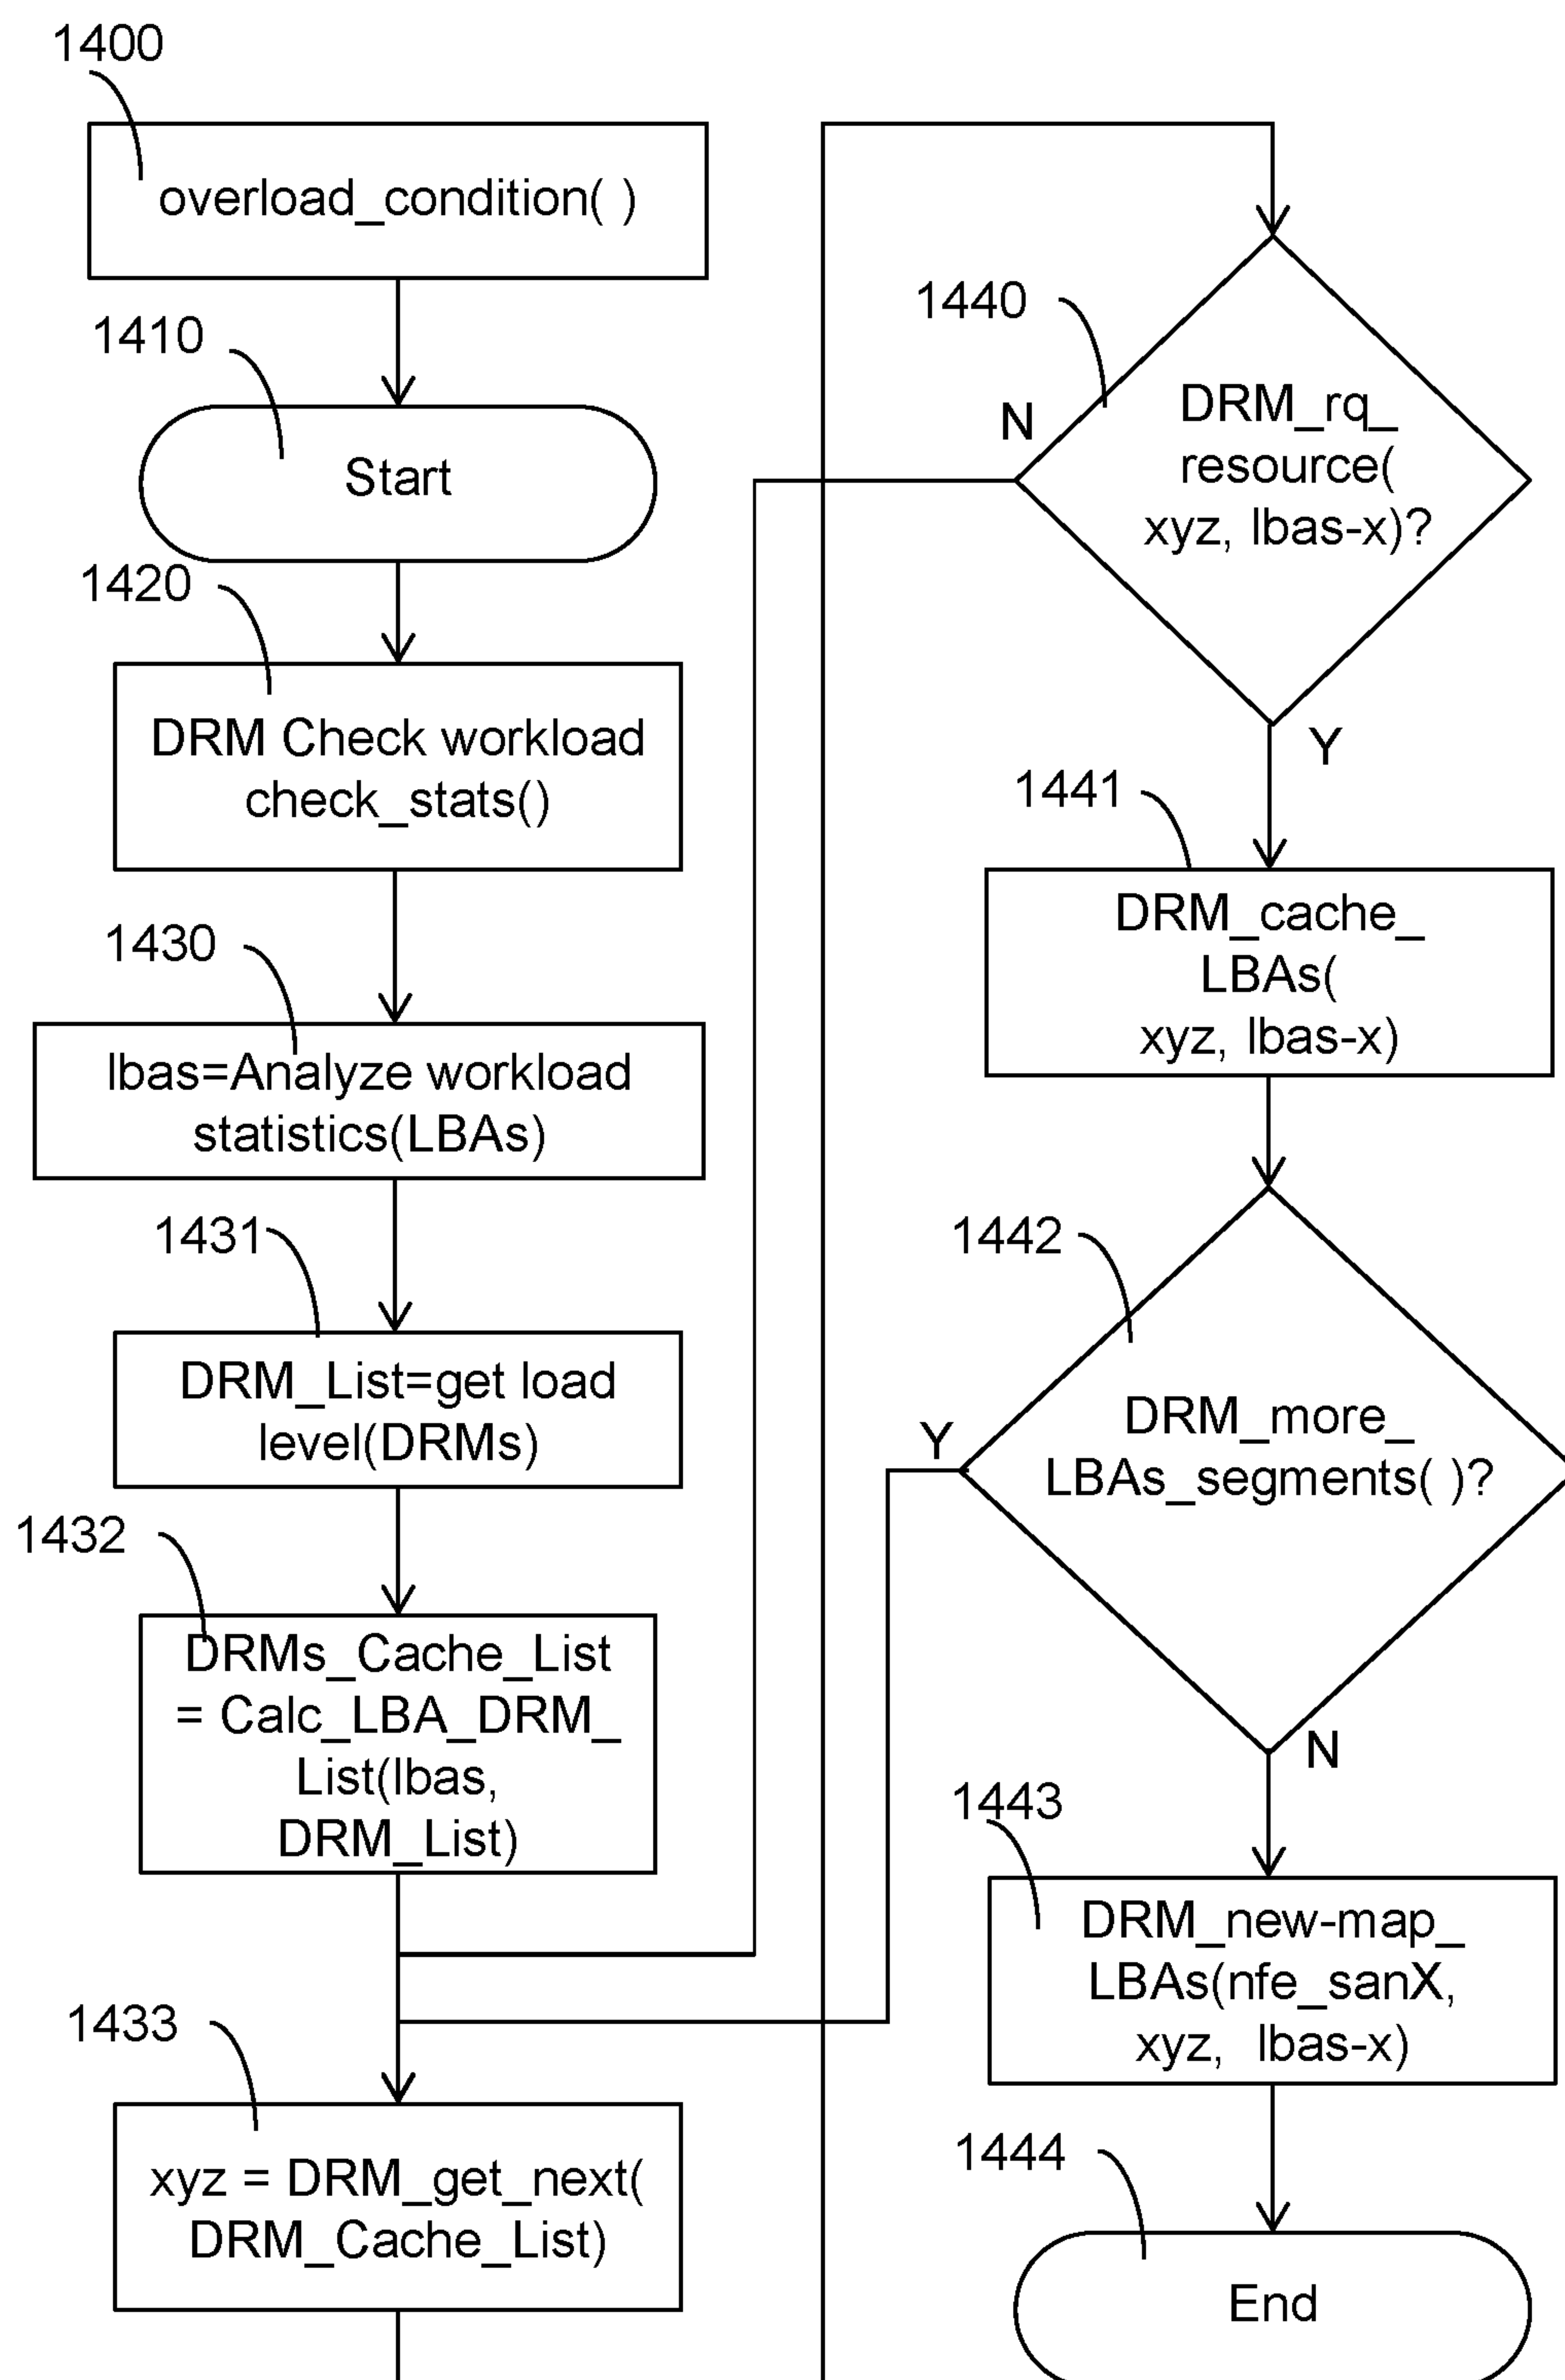 1400
overload_condition( )
1410
Start
1420
DRM Check workload
check_stats()
1430
lbas=Analyze workload
statistics(LBAs)
1431
DRM_List=get load
level(DRMs)
1432
DRMs_Cache_List
= Calc_LBA_DRM_
List(lbas,
DRM_List)
1433
xyz = DRM_get_next(
DRM_Cache_List)
1440
N
DRM_rq_
resource(
xyz, lbas-x)?
Y
1441
DRM_cache_
LBAs(
xyz, lbas-x)
1442
Y
DRM_more_
LBAs_segments( )?
N
1443
DRM_new-map_
LBAs(nfe_sanX,
xyz, lbas-x)
1444
End